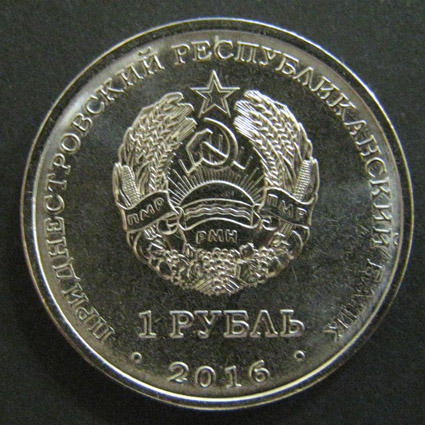 ПРИДНЕСТРОВСКИЙ РЕСПУБЛИКАНСКИЙ БАНК
ПМР
РМН
ПМР
1 РУБЛЬ
• 2016 •